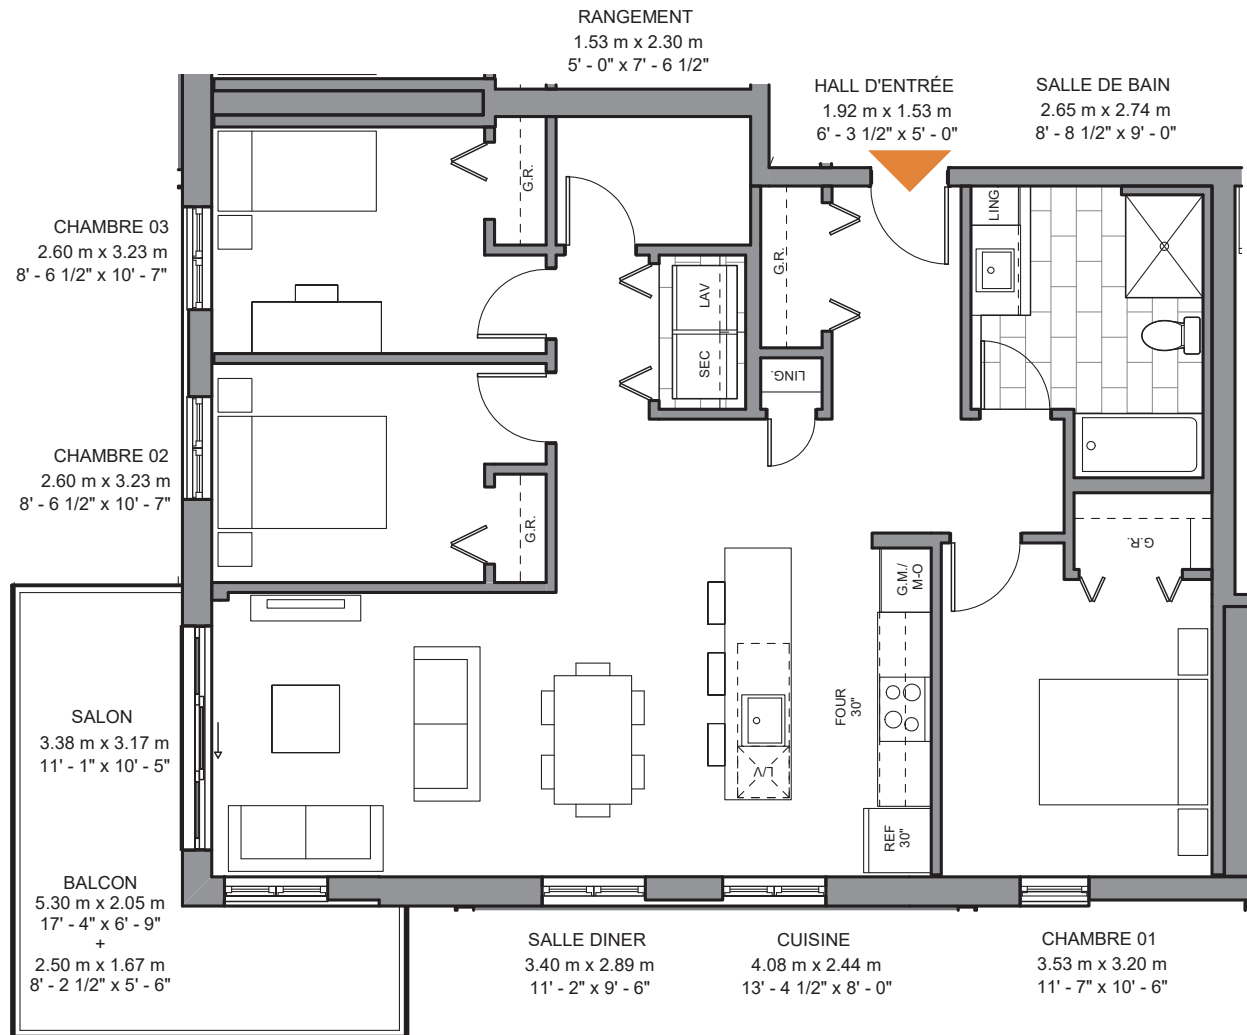 RANGEMENT
1.53 m x 2.30 m
5' - 0" x 7' - 6 1/2"
HALL D'ENTRÉE
1.92 m x 1.53 m
6' - 3 1/2" x 5' - 0"
SALLE DE BAIN
2.65 m x 2.74 m
8' - 8 1/2" x 9' - 0"
CHAMBRE 03
2.60 m x 3.23 m
8' - 6 1/2" x 10' - 7"
G.R.
G.R.
LING
LAV
SEC
LING.
CHAMBRE 02
2.60 m x 3.23 m
8' - 6 1/2" x 10' - 7"
G.R.
G.R.
G.M./
M-O
SALON
3.38 m x 3.17 m
11' - 1" x 10' - 5"
FOUR
30"
L/V
REF
30"
BALCON
5.30 m x 2.05 m
17' - 4" x 6' - 9"
+
2.50 m x 1.67 m
8' - 2 1/2" x 5' - 6"
SALLE DINER
3.40 m x 2.89 m
11' - 2" x 9' - 6"
CUISINE
4.08 m x 2.44 m
13' - 4 1/2" x 8' - 0"
CHAMBRE 01
3.53 m x 3.20 m
11' - 7" x 10' - 6"